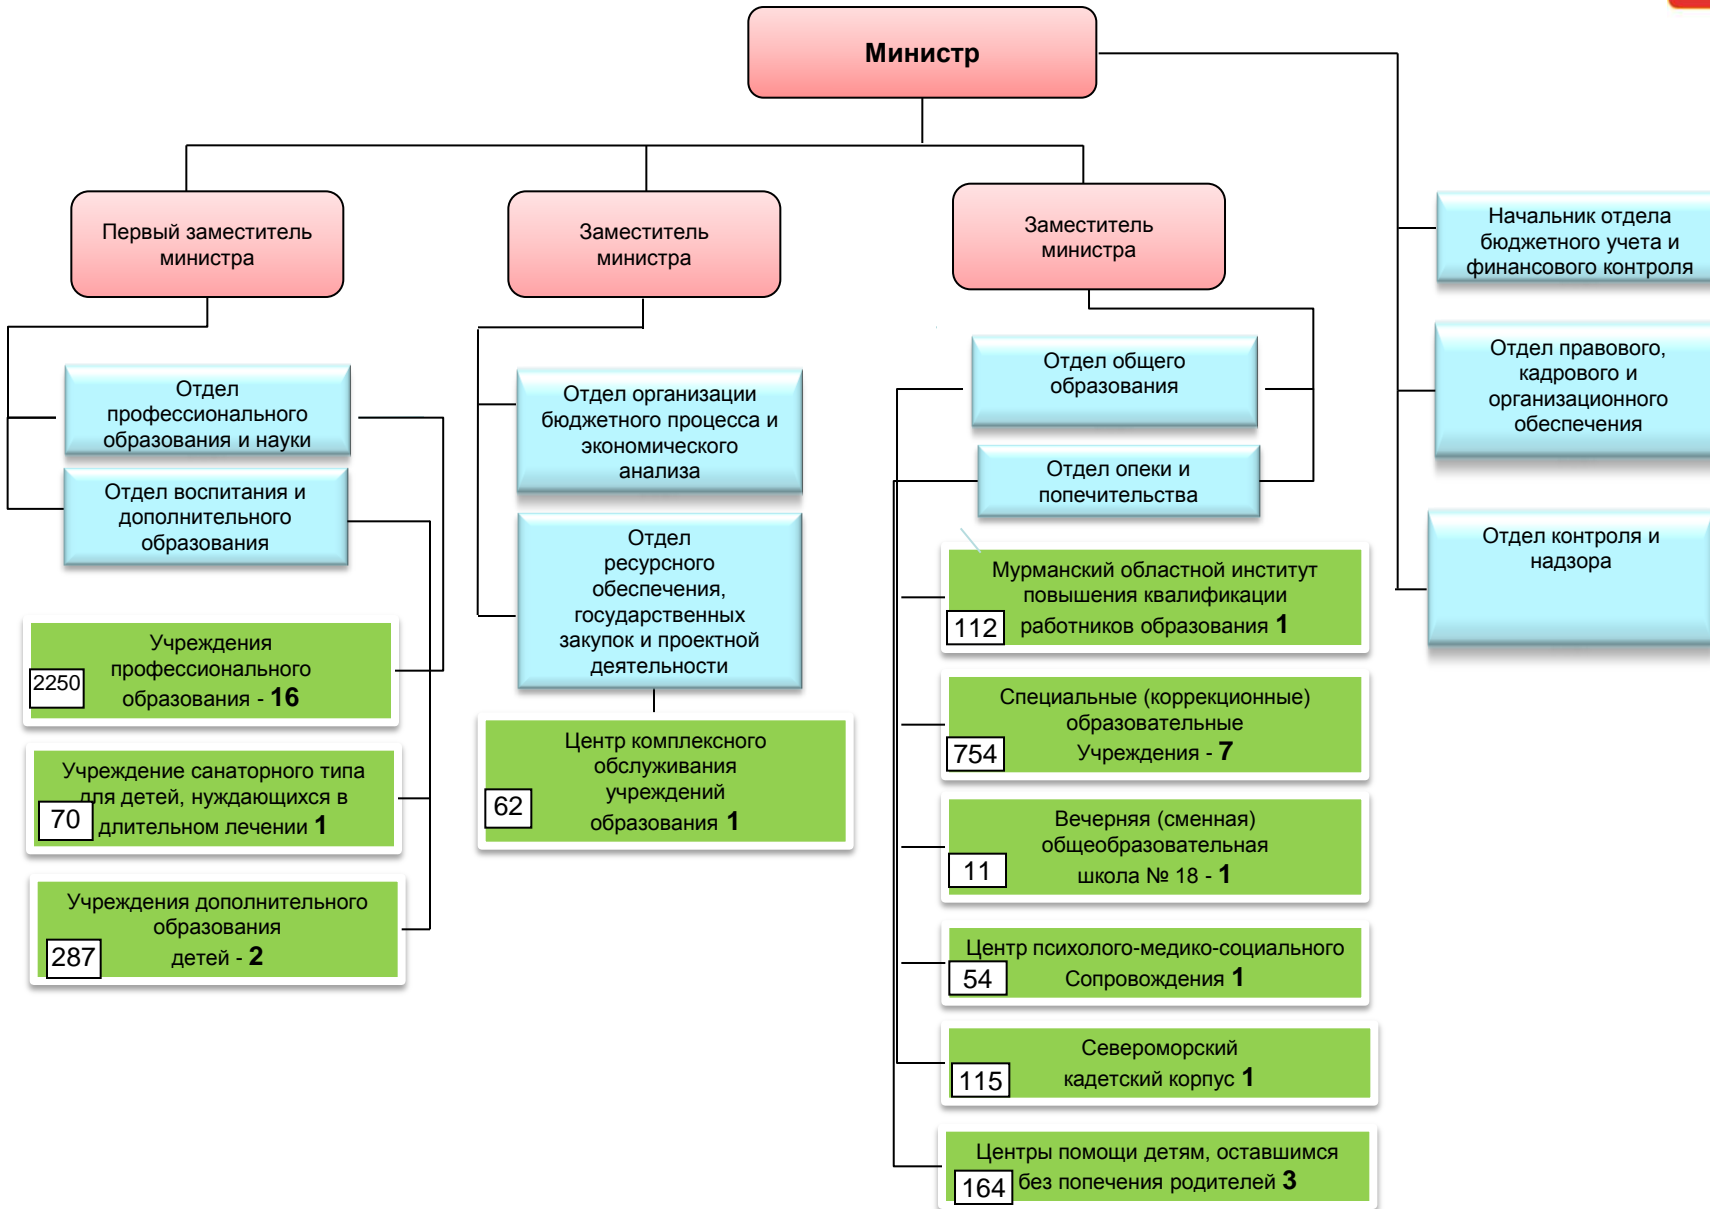 Министр
Первый заместитель
министра
Заместитель
министра
Заместитель
министра
Начальник отдела
бюджетного учета и
финансового контроля
Отдел правового,
кадрового и
организационного
обеспечения
Отдел контроля и
надзора
Отдел
профессионального
образования и науки
Отдел воспитания и
дополнительного
образования
Учреждения
профессионального
образования - 16
2250
Учреждение санаторного типа
для детей, нуждающихся в
длительном лечении 1
70
Учреждения дополнительного
образования
детей - 2
287
Отдел организации
бюджетного процесса и
экономического
анализа
Отдел
ресурсного
обеспечения,
государственных
закупок и проектной
деятельности
Центр комплексного
обслуживания
учреждений
образования 1
62
Отдел общего
образования
Отдел опеки и
попечительства
Мурманский областной институт
повышения квалификации
работников образования 1
112
Специальные (коррекционные)
образовательные
Учреждения - 7
754
Вечерняя (сменная)
общеобразовательная
школа № 18 - 1
11
Центр психолого-медико-социального
Сопровождения 1
54
Североморский
кадетский корпус 1
115
Центры помощи детям, оставшимся
без попечения родителей 3
164